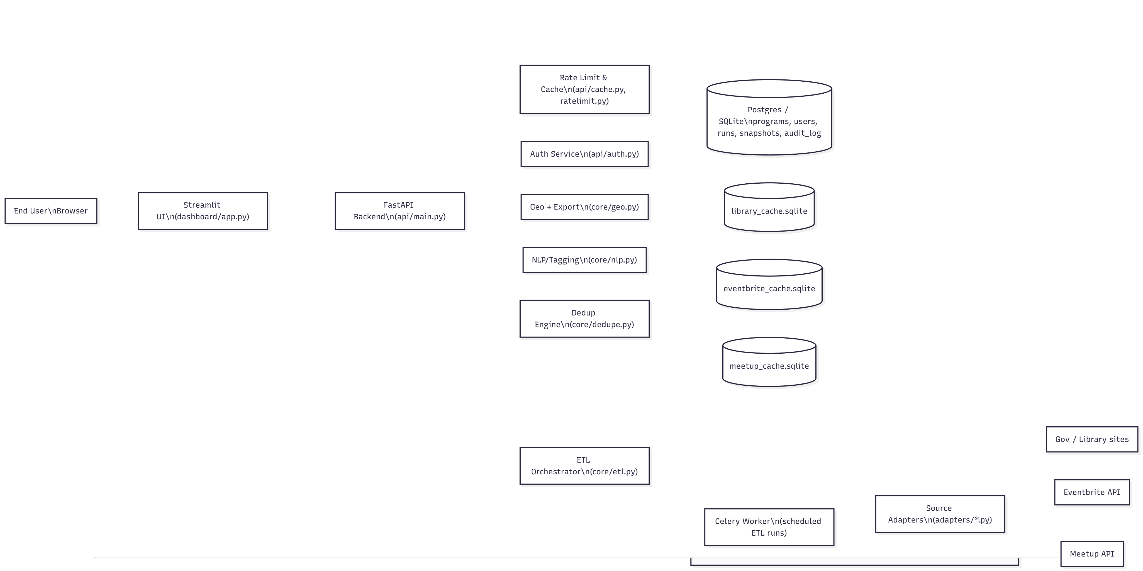 End User\nBrowser
Streamlit
UI\n(dashboard/app.py)
FastAPI
Backend\n(api/main.py)
Rate Limit &
Cache\n(api/cache.py,
ratelimit.py)
Auth Service\n(api/auth.py)
Geo + Export\n(core/geo.py)
NLP/Tagging\n(core/nlp.py)
Dedup
Engine\n(core/dedupe.py)
ETL
Orchestrator\n(core/etl.py)
Postgres /
SQLite\nprograms, users,
runs, snapshots, audit_log
library_cache.sqlite
eventbrite_cache.sqlite
meetup_cache.sqlite
Celery Worker\n(scheduled
ETL runs)
Source
Adapters\n(adapters/*.py)
Gov / Library sites
Eventbrite API
Meetup API